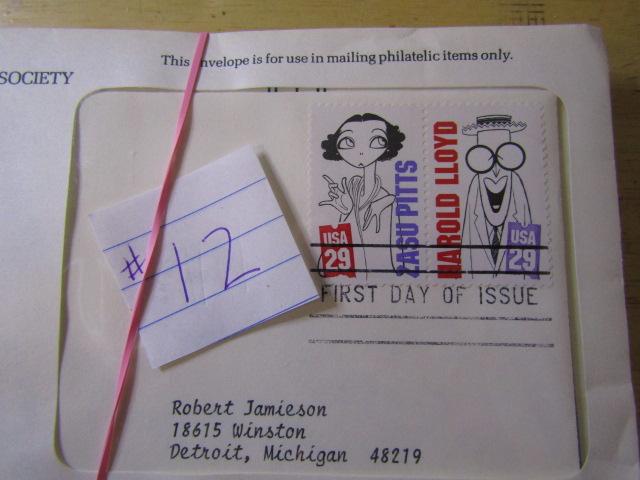 This envelope is for use in mailing philatelic items only.
SOCIETY
ZASU PITTS
HAROLD LLOYD
USA
29
USA
29
# 12
FIRST DAY OF ISSUE
Robert Jamieson
18615 Winston
Detroit, Michigan 48219